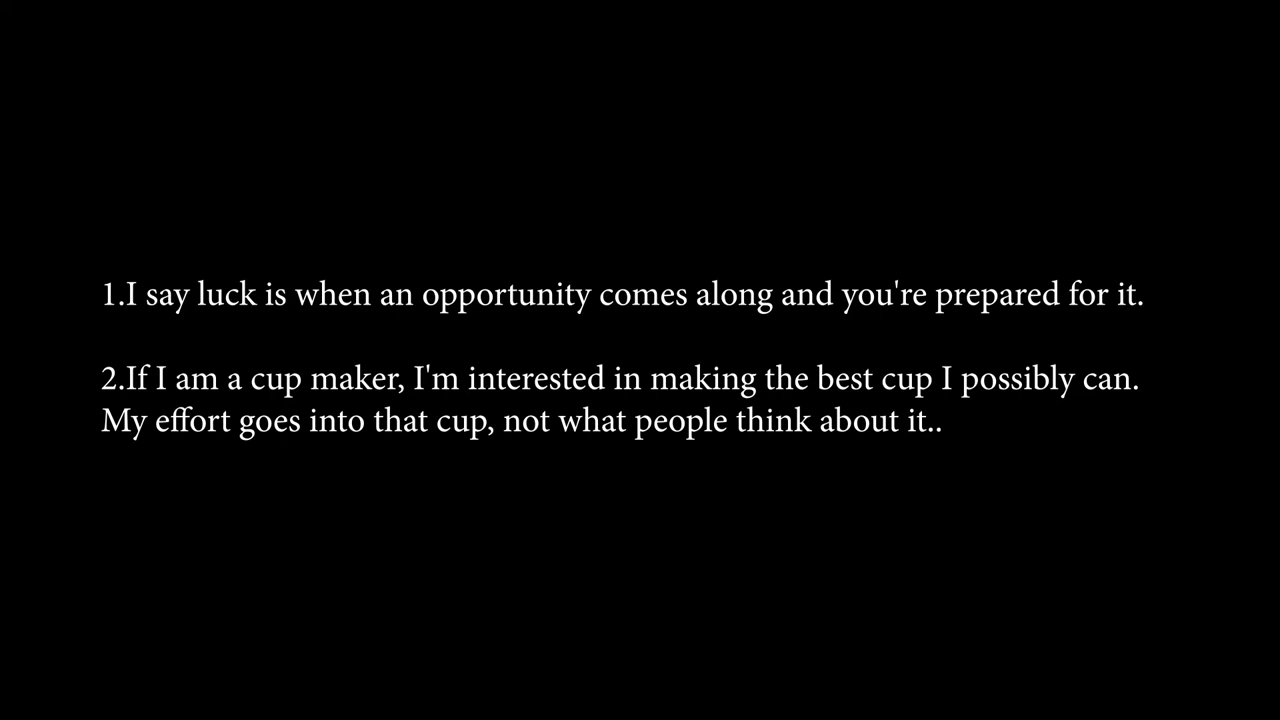 1.I say luck is when an opportunity comes along and you're prepared for it.
2.If I am a cup maker, I'm interested in making the best cup I possibly can.
My effort goes into that cup, not what people think about it..